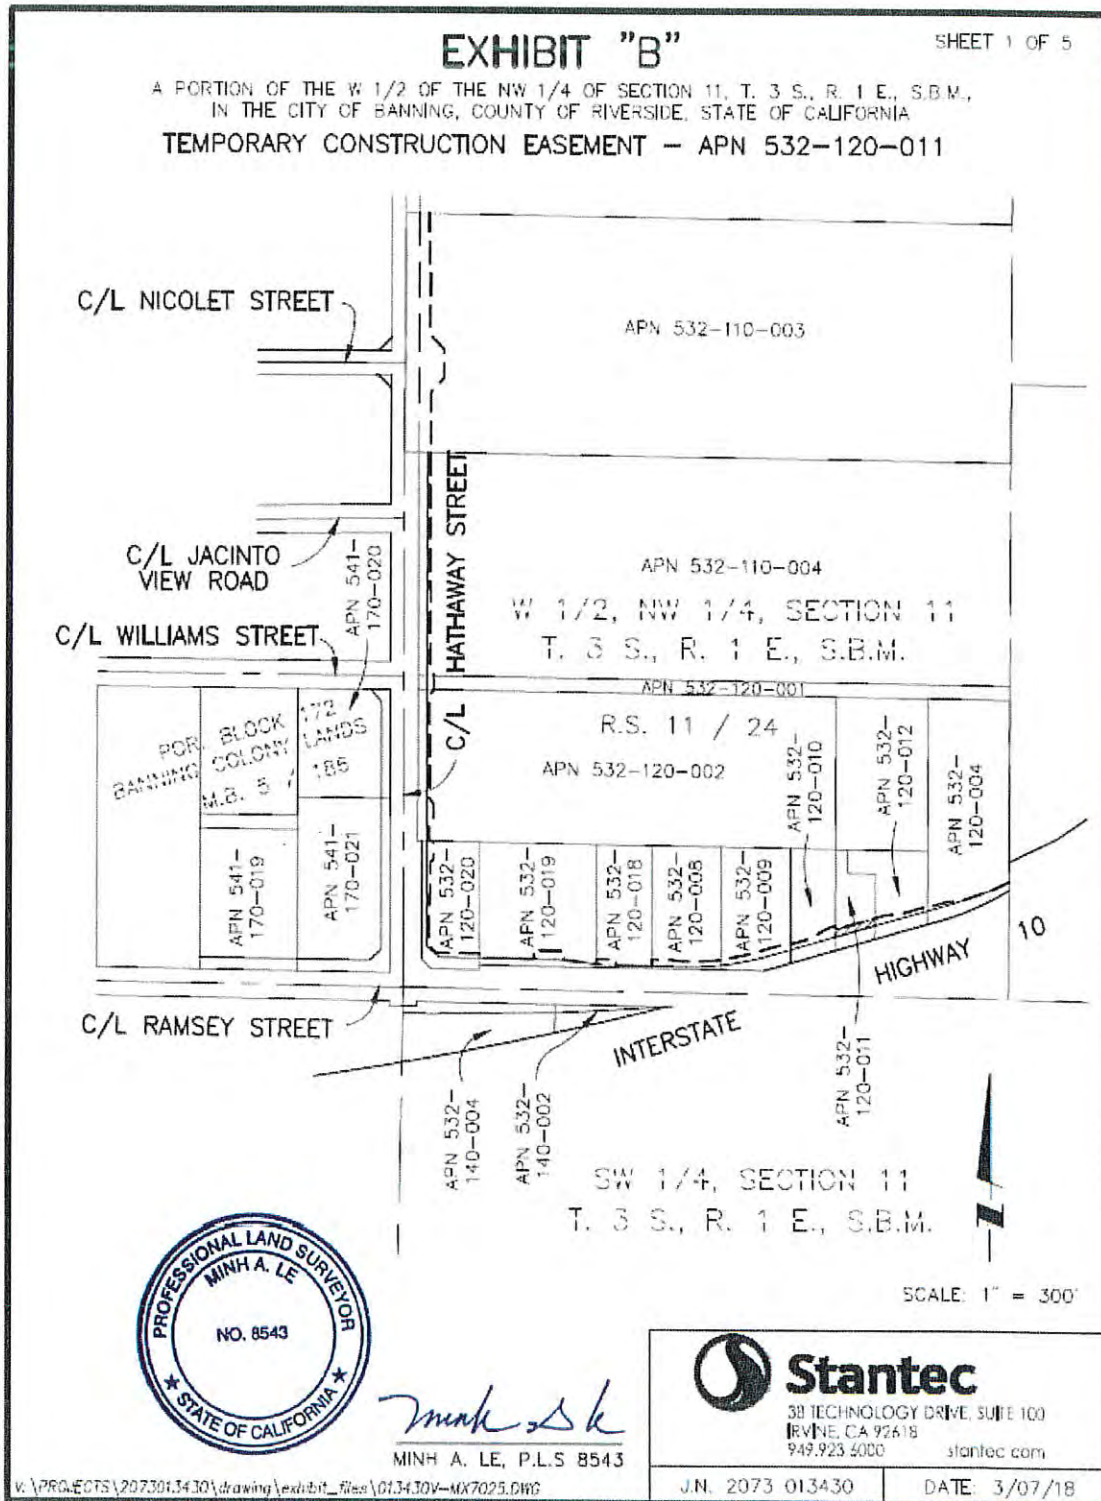 EXHIBIT "B"
SHEET 1 OF 5
A PORTION OF THE W 1/2 OF THE NW 1/4 OF SECTION 11, T. 3 S., R. 1 E., S.B.M.,
IN THE CITY OF BANNING, COUNTY OF RIVERSIDE, STATE OF CALIFORNIA
TEMPORARY CONSTRUCTION EASEMENT – APN 532-120-011
C/L NICOLET STREET
APN 532-110-003
C/L HATHAWAY STREET
C/L JACINTO
VIEW ROAD
APN 541-
170-020
APN 532-110-004
W 1/2, NW 1/4, SECTION 11
T. 3 S., R. 1 E., S.B.M.
C/L WILLIAMS STREET
APN 532-120-001
R.S. 11 / 24
APN 532-120-002
POR. BLOCK 172
BANNING COLONY LANDS
M.B. 5 / 186
APN 532-
120-010
APN 532-
120-012
APN 532-
120-004
APN 541-
170-019
APN 541-
170-021
APN 532-
120-020
APN 532-
120-019
APN 532-
120-018
APN 532-
120-008
APN 532-
120-009
INTERSTATE HIGHWAY 10
C/L RAMSEY STREET
APN 532-
120-011
APN 532-
140-004
APN 532-
140-002
SW 1/4, SECTION 11
T. 3 S., R. 1 E., S.B.M.
SCALE: 1" = 300'
PROFESSIONAL LAND SURVEYOR
MINH A. LE
NO. 8543
STATE OF CALIFORNIA
MINH A. LE, P.L.S 8543
Stantec
38 TECHNOLOGY DRIVE, SUITE 100
IRVINE, CA 92618
949.923.6000 stantec.com
J.N. 2073 013430
DATE: 3/07/18
v:\PROJECTS\2073013430\drawing\exhibit_files\013430V-MX7025.DWG